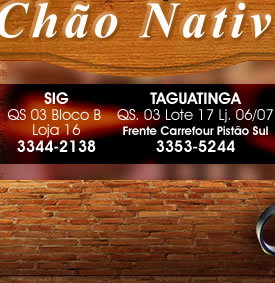 Chão Nativ
SIG
QS 03 Bloco B
Loja 16
3344-2138
TAGUATINGA
QS. 03 Lote 17 Lj. 06/07
Frente Carrefour Pistão Sul
3353-5244